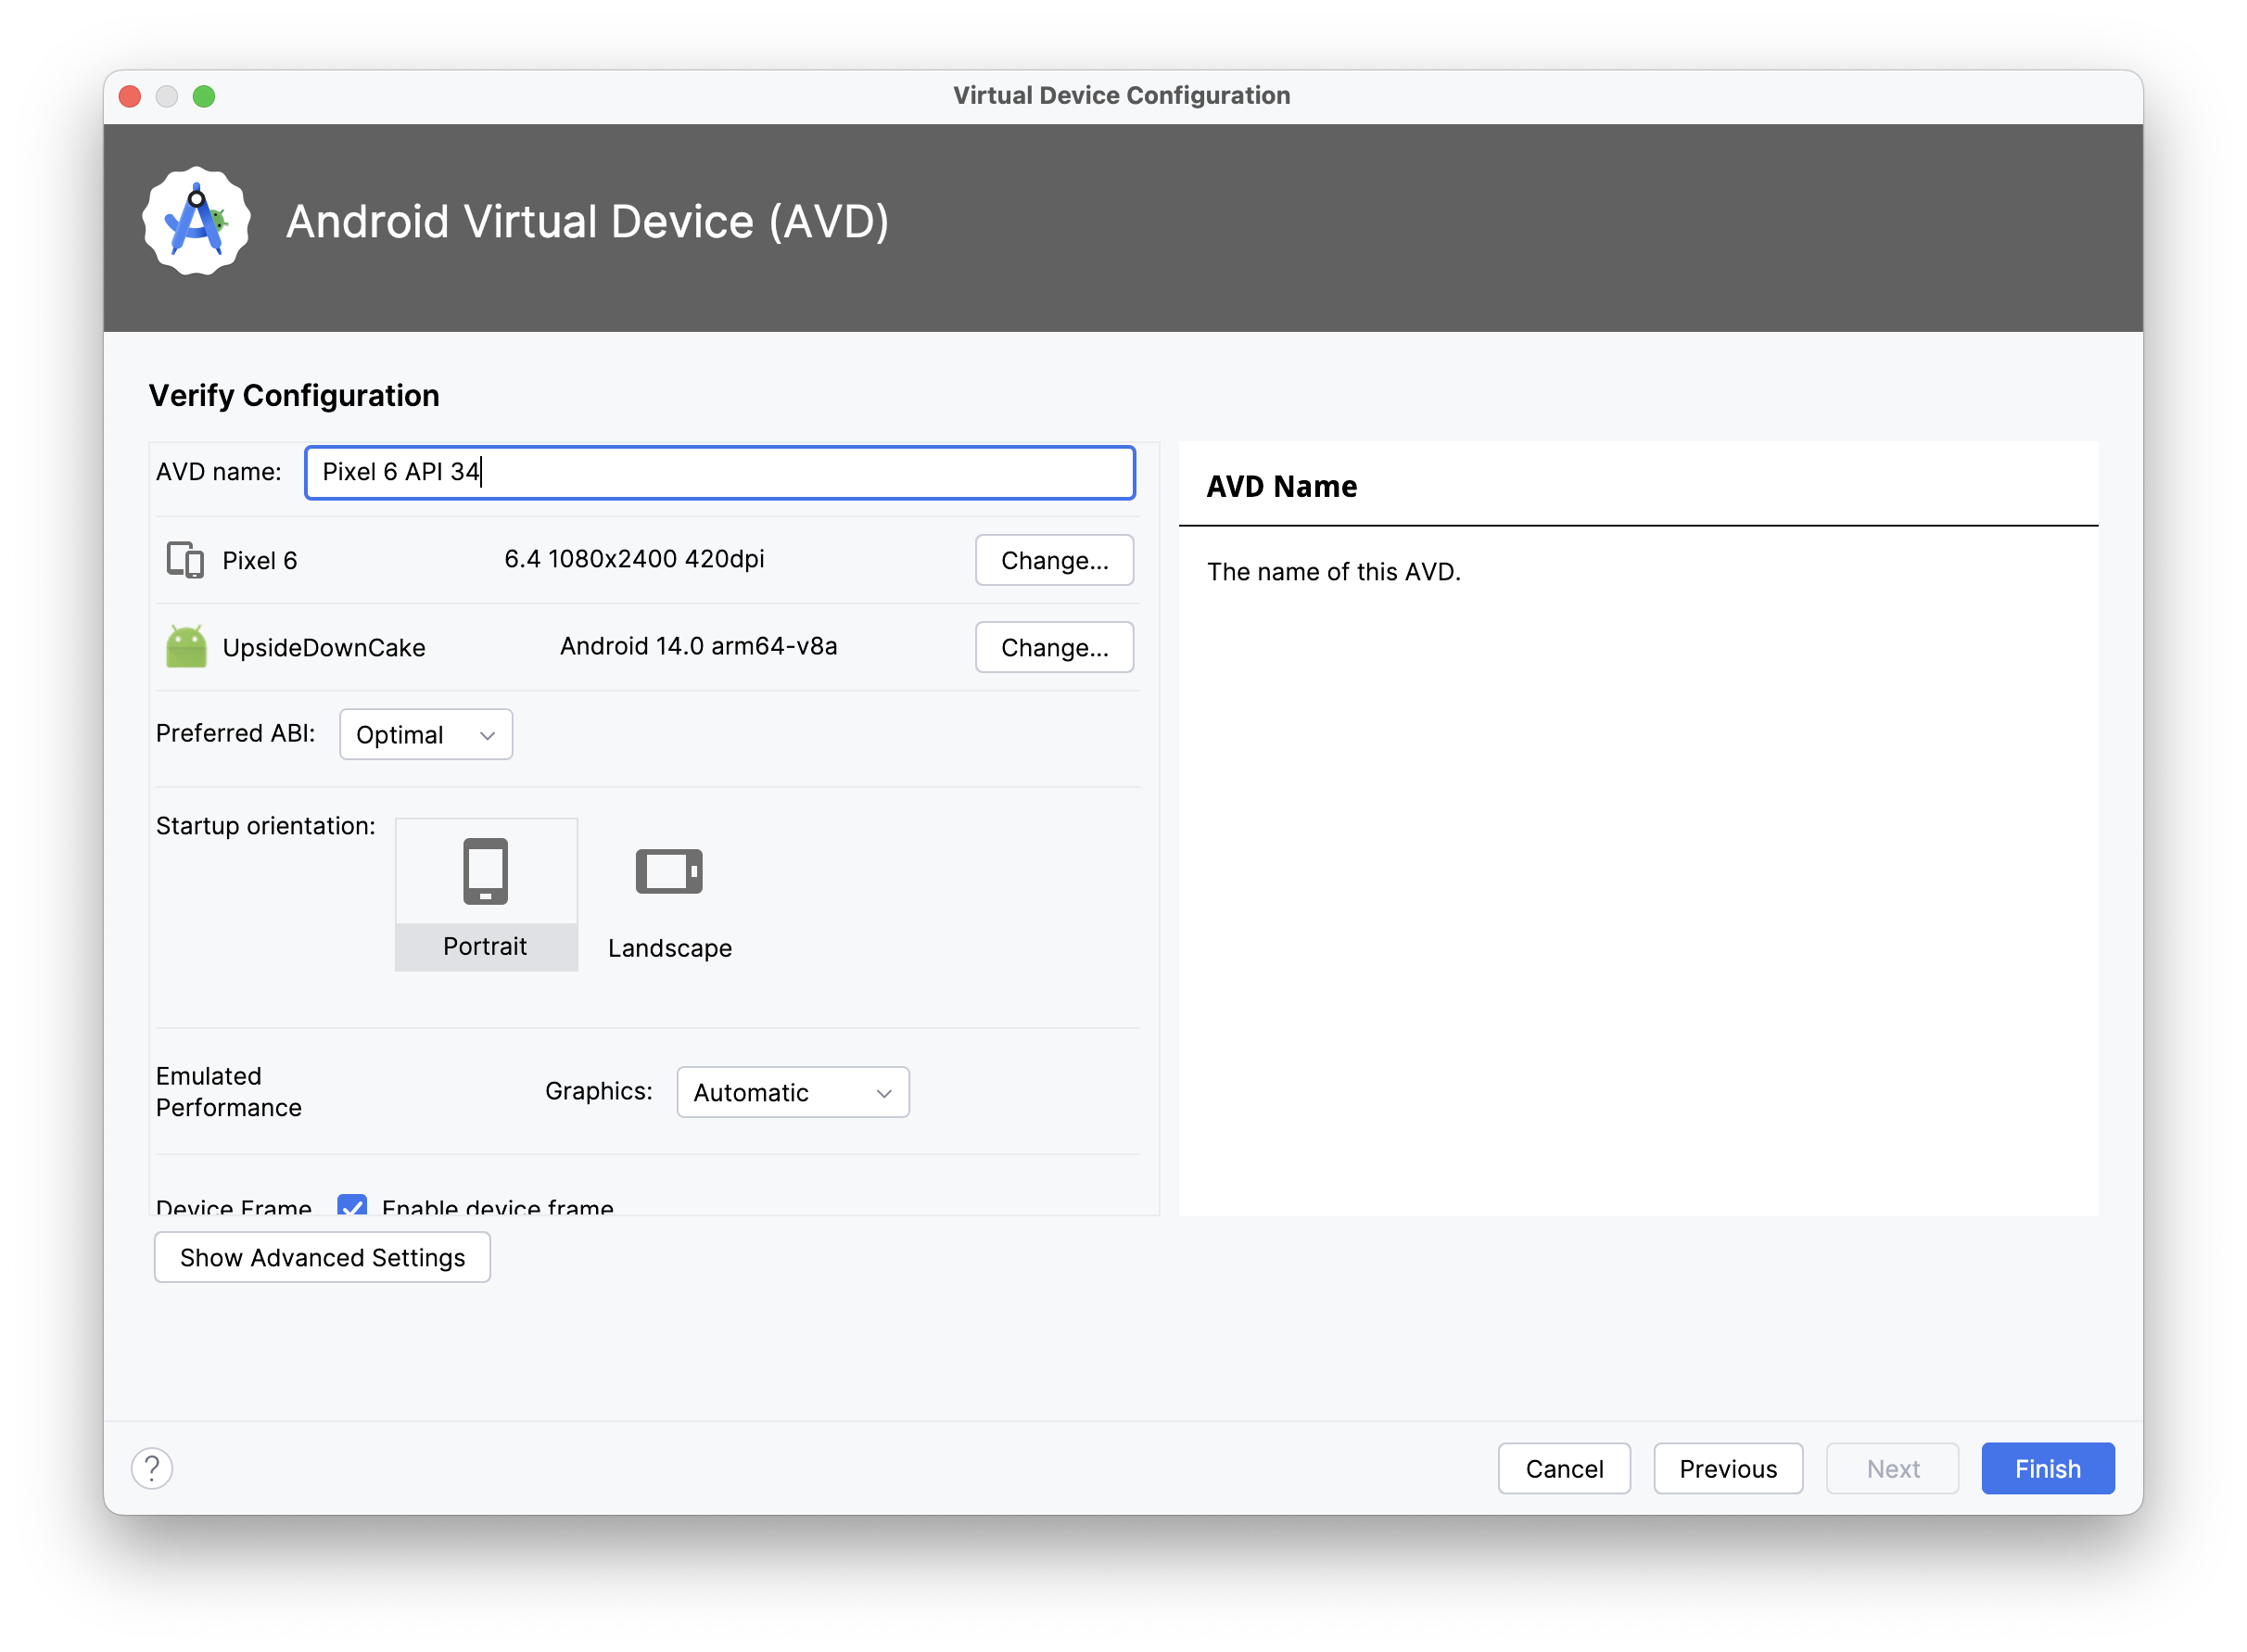 Virtual Device Configuration
Android Virtual Device (AVD)
Verify Configuration
AVD name: Pixel 6 API 34
Pixel 6 6.4 1080x2400 420dpi Change...
UpsideDownCake Android 14.0 arm64-v8a Change...
Preferred ABI: Optimal
Startup orientation:
Portrait Landscape
Emulated
Performance
Graphics: Automatic
Device Frame Enable device frame
Show Advanced Settings
AVD Name
The name of this AVD.
? Cancel Previous Next Finish